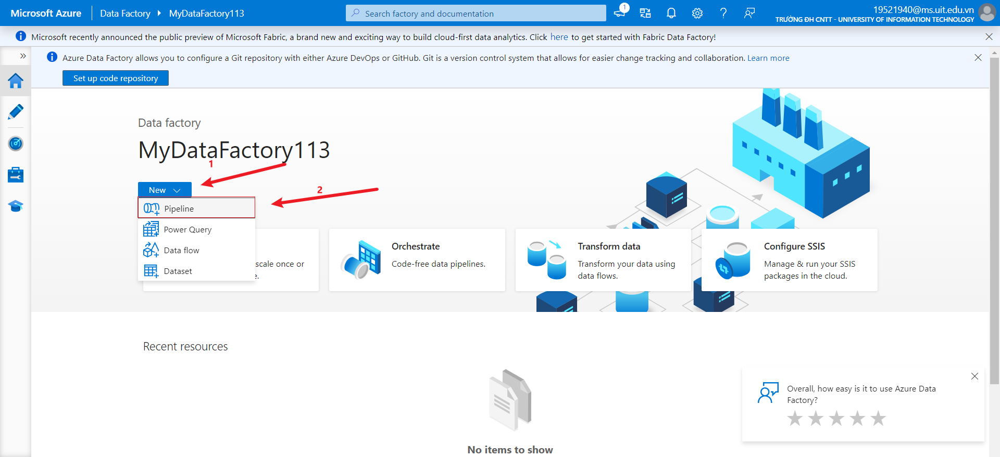 Microsoft Azure
Data Factory
MyDataFactory113
Search factory and documentation
1
19521940@ms.uit.edu.vn
TRƯỜNG ĐH CNTT - UNIVERSITY OF INFORMATION TECHNOLOGY
Microsoft recently announced the public preview of Microsoft Fabric, a brand new and exciting way to build cloud-first data analytics. Click here to get started with Fabric Data Factory!
Azure Data Factory allows you to configure a Git repository with either Azure DevOps or GitHub. Git is a version control system that allows for easier change tracking and collaboration. Learn more
Set up code repository
Data factory
MyDataFactory113
1
2
New
Pipeline
Power Query
Data flow
Dataset
scale once or
e.
Orchestrate
Code-free data pipelines.
Transform data
Transform your data using
data flows.
Configure SSIS
Manage & run your SSIS
packages in the cloud.
Recent resources
No items to show
Overall, how easy is it to use Azure Data
Factory?